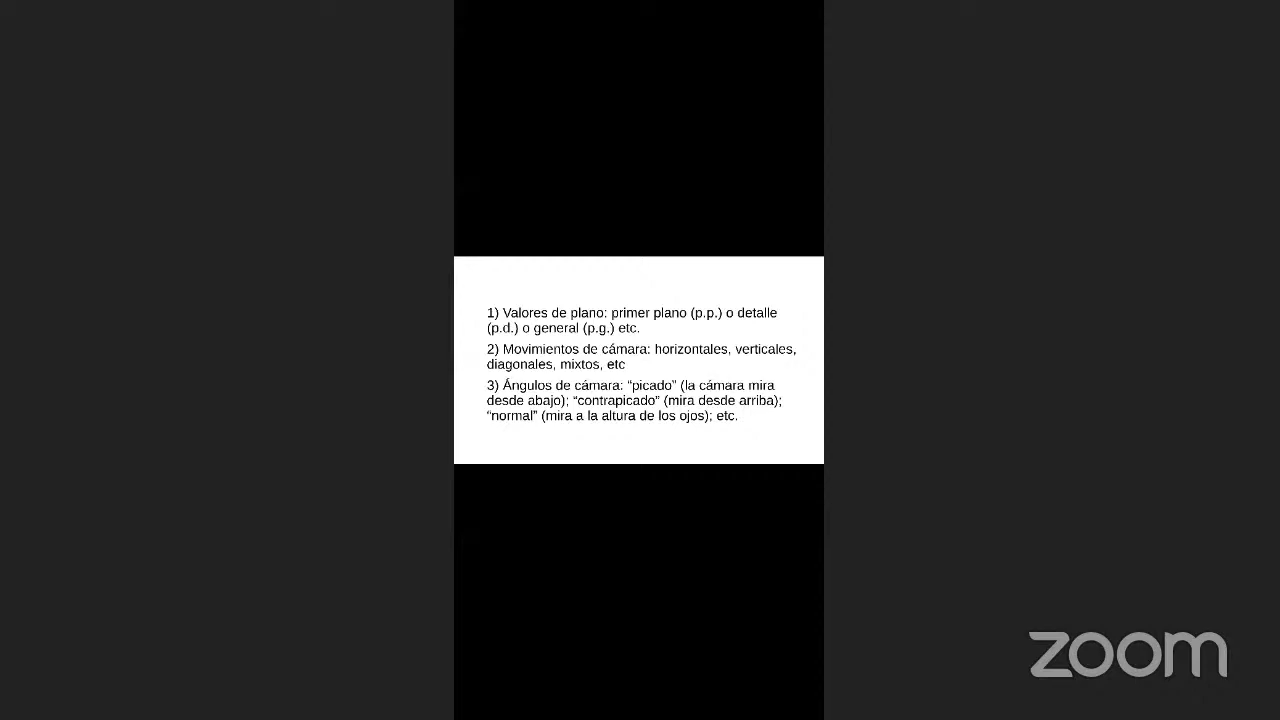 1) Valores de plano: primer plano (p.p.) o detalle
(p.d.) o general (p.g.) etc.
2) Movimientos de cámara: horizontales, verticales,
diagonales, mixtos, etc
3) Ángulos de cámara: “picado” (la cámara mira
desde abajo); “contrapicado” (mira desde arriba);
“normal” (mira a la altura de los ojos); etc.
zoom